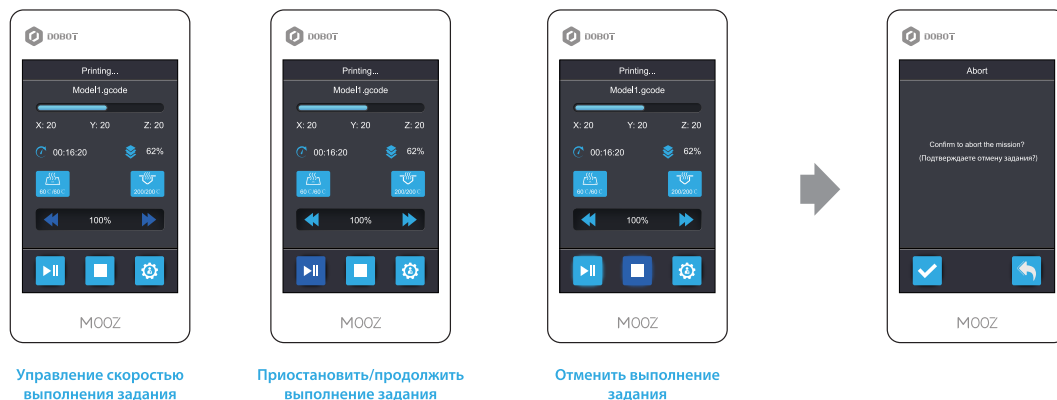 DOBOT
Printing...
Model1.gcode
X: 20 Y: 20 Z: 20
00:16:20 62%
60 C /60 C 200/200 C
100%
MOOZ
Управление скоростью
выполнения задания
DOBOT
Printing...
Model1.gcode
X: 20 Y: 20 Z: 20
00:16:20 62%
60 C /60 C 200/200 C
100%
MOOZ
Приостановить/продолжить
выполнение задания
DOBOT
Printing...
Model1.gcode
X: 20 Y: 20 Z: 20
00:16:20 62%
60 C /60 C 200/200 C
100%
MOOZ
Отменить выполнение
задания
DOBOT
Abort
Confirm to abort the mission?
(Подтверждаете отмену задания?)
MOOZ